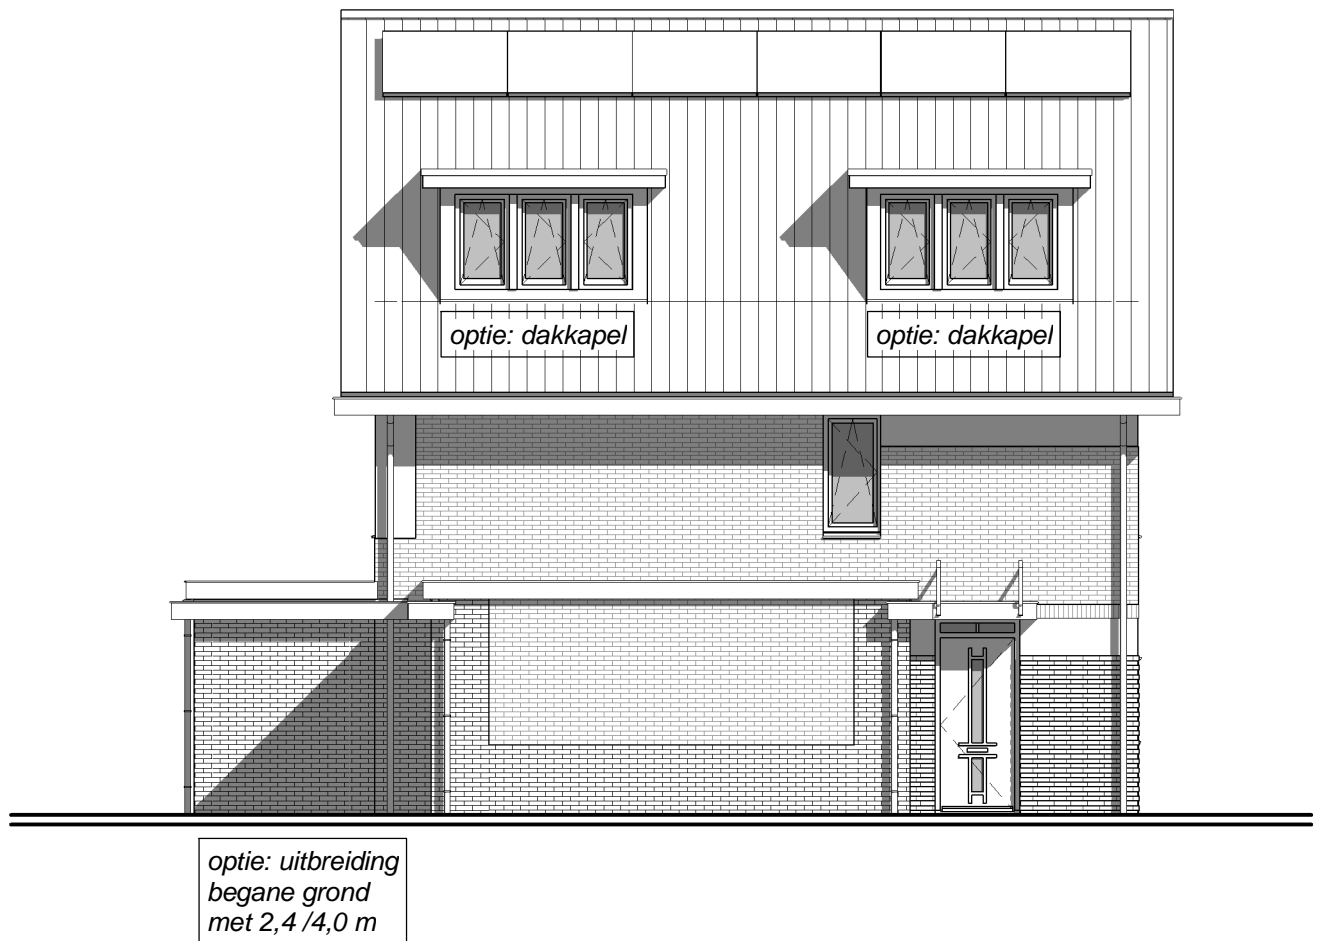 optie: dakkapel
optie: dakkapel
optie: uitbreiding
begane grond
met 2,4 /4,0 m